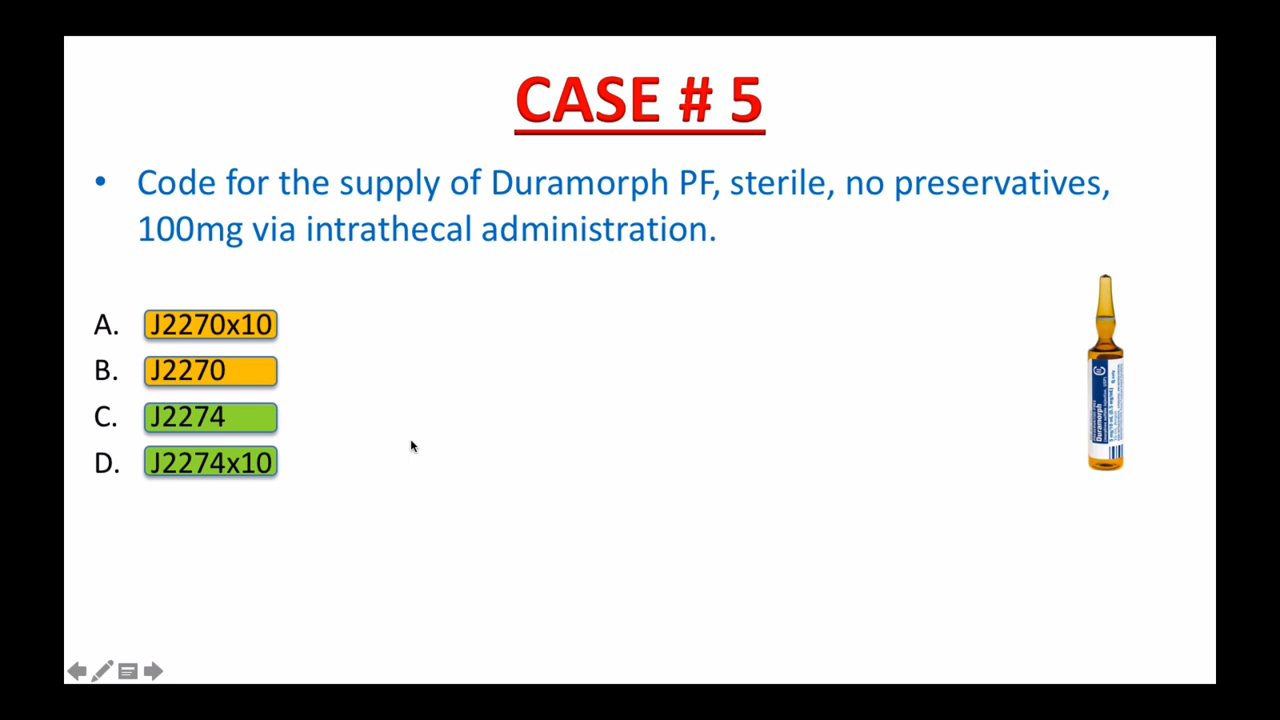 CASE # 5
• Code for the supply of Duramorph PF, sterile, no preservatives,
100mg via intrathecal administration.
A. J2270x10
B. J2270
C. J2274
D. J2274x10
Duramorph